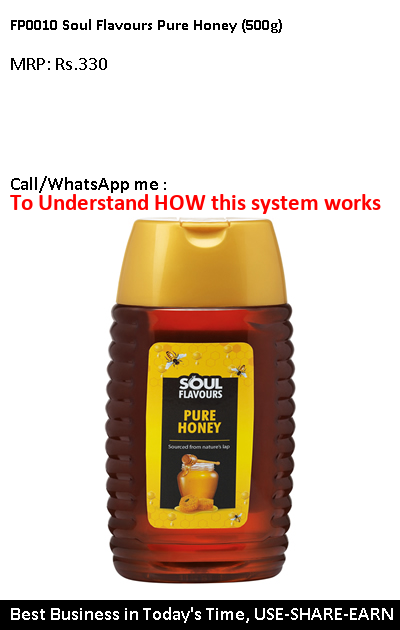 FP0010 Soul Flavours Pure Honey (500g)
MRP: Rs.330
Call/WhatsApp me :
To Understand HOW this system works
SOUL
FLAVOURS
PURE
HONEY
Sourced from nature's lap
Best Business in Today's Time, USE-SHARE-EARN